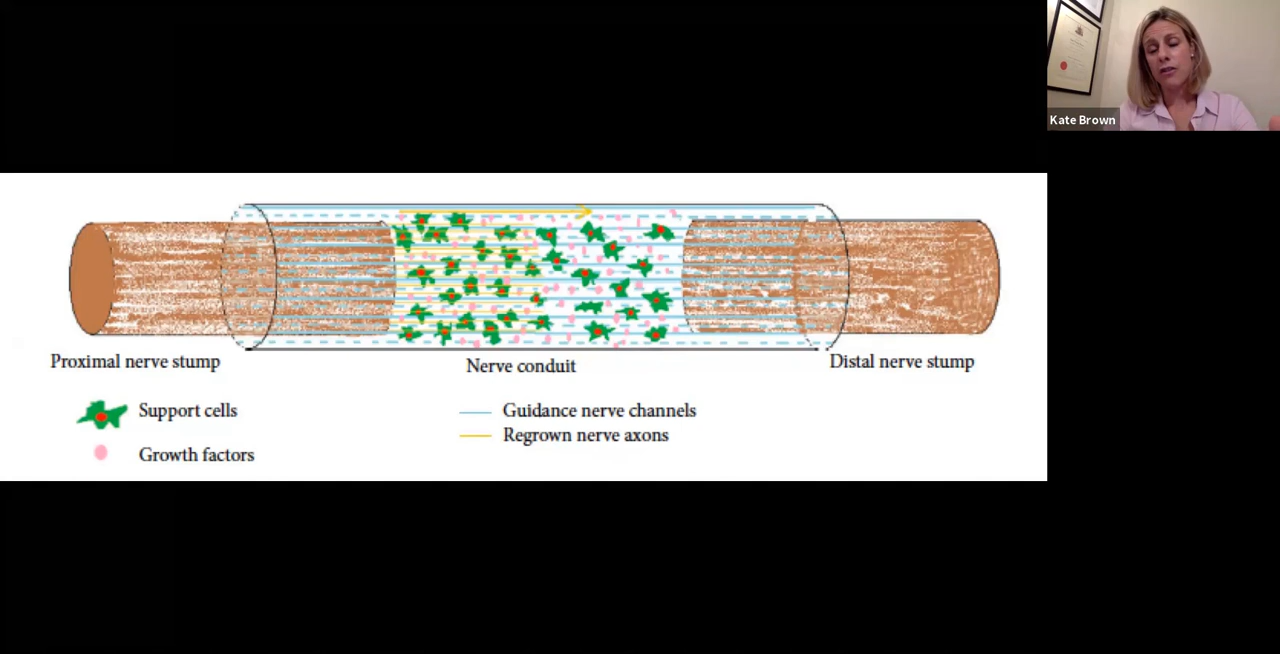 Kate Brown
Proximal nerve stump
Nerve conduit
Distal nerve stump
Support cells
Guidance nerve channels
Regrown nerve axons
Growth factors